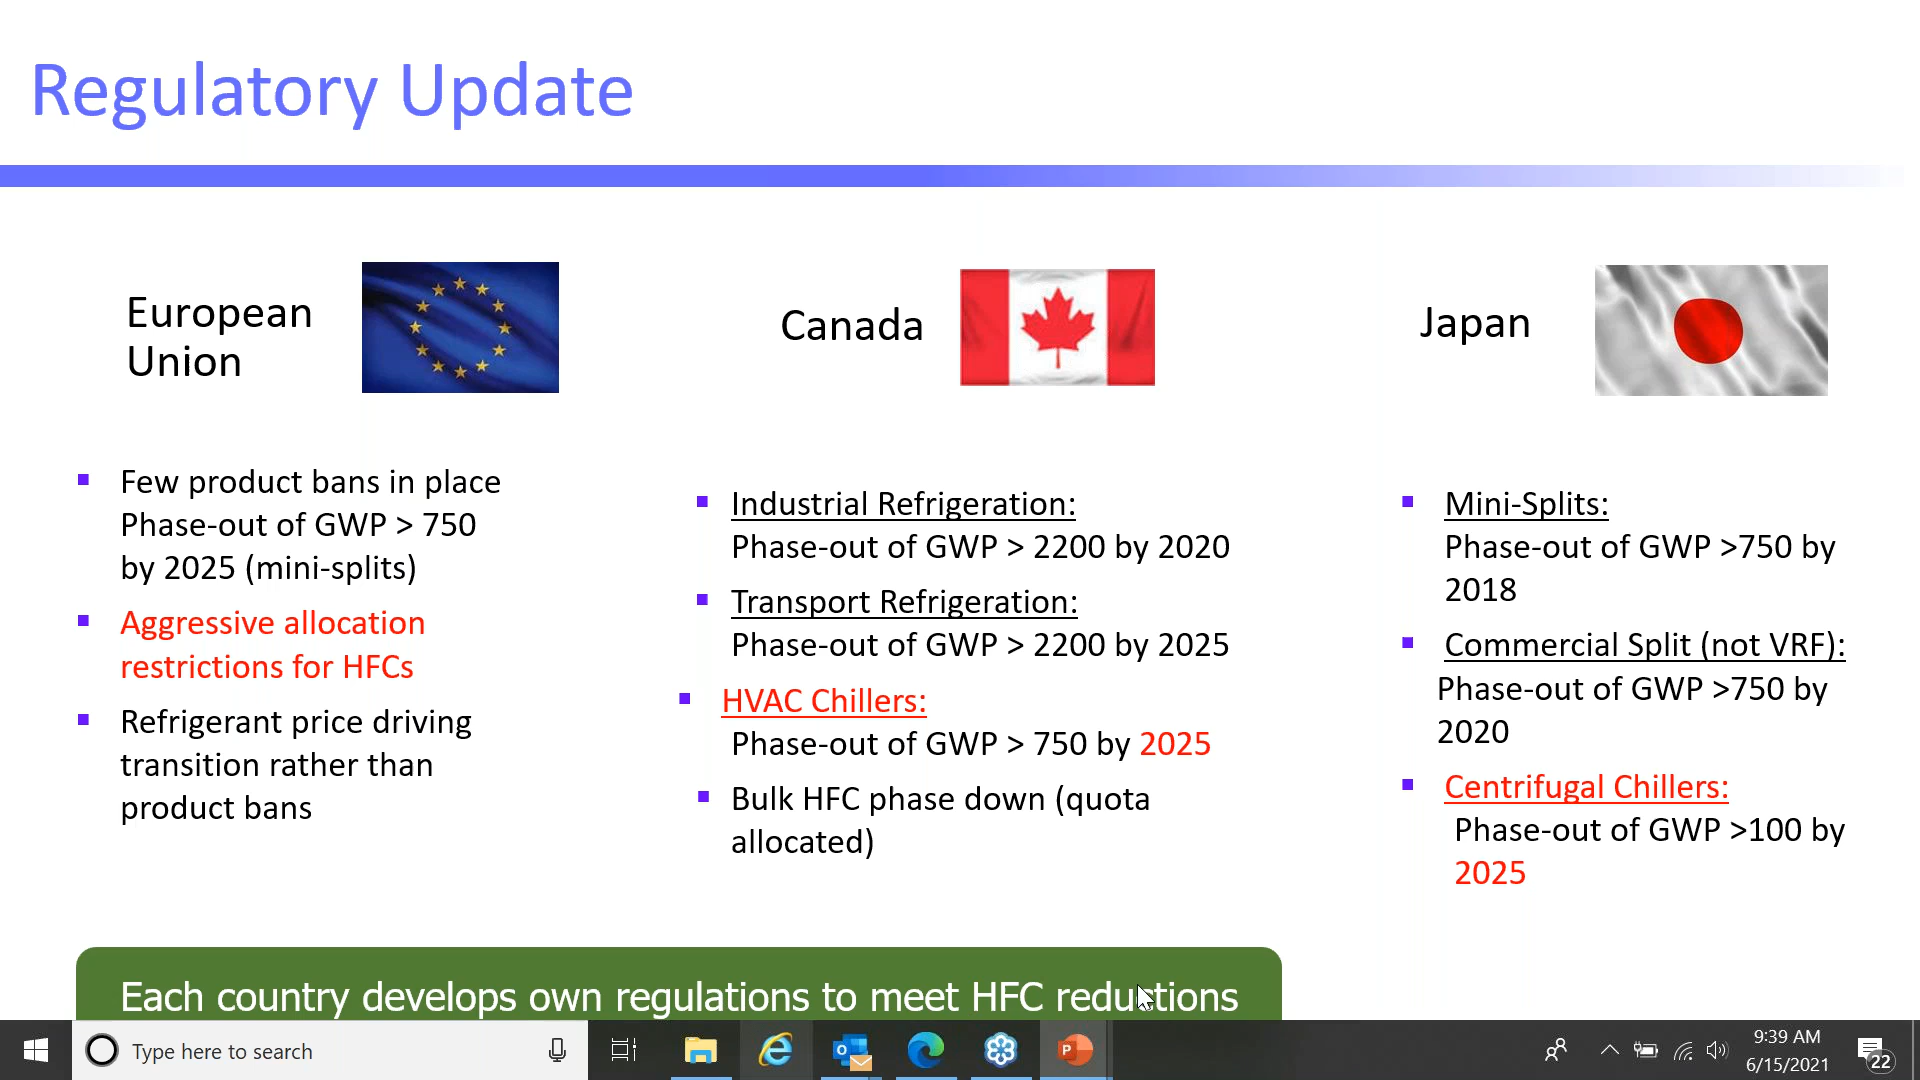 Regulatory Update
European
Union
Canada
Japan
Few product bans in place
Phase-out of GWP > 750
by 2025 (mini-splits)
Aggressive allocation
restrictions for HFCs
Refrigerant price driving
transition rather than
product bans
Industrial Refrigeration:
Phase-out of GWP > 2200 by 2020
Transport Refrigeration:
Phase-out of GWP > 2200 by 2025
HVAC Chillers:
Phase-out of GWP > 750 by 2025
Bulk HFC phase down (quota
allocated)
Mini-Splits:
Phase-out of GWP >750 by
2018
Commercial Split (not VRF):
Phase-out of GWP >750 by
2020
Centrifugal Chillers:
Phase-out of GWP >100 by
2025
Each country develops own regulations to meet HFC reductions
Type here to search
9:39 AM
6/15/2021
22